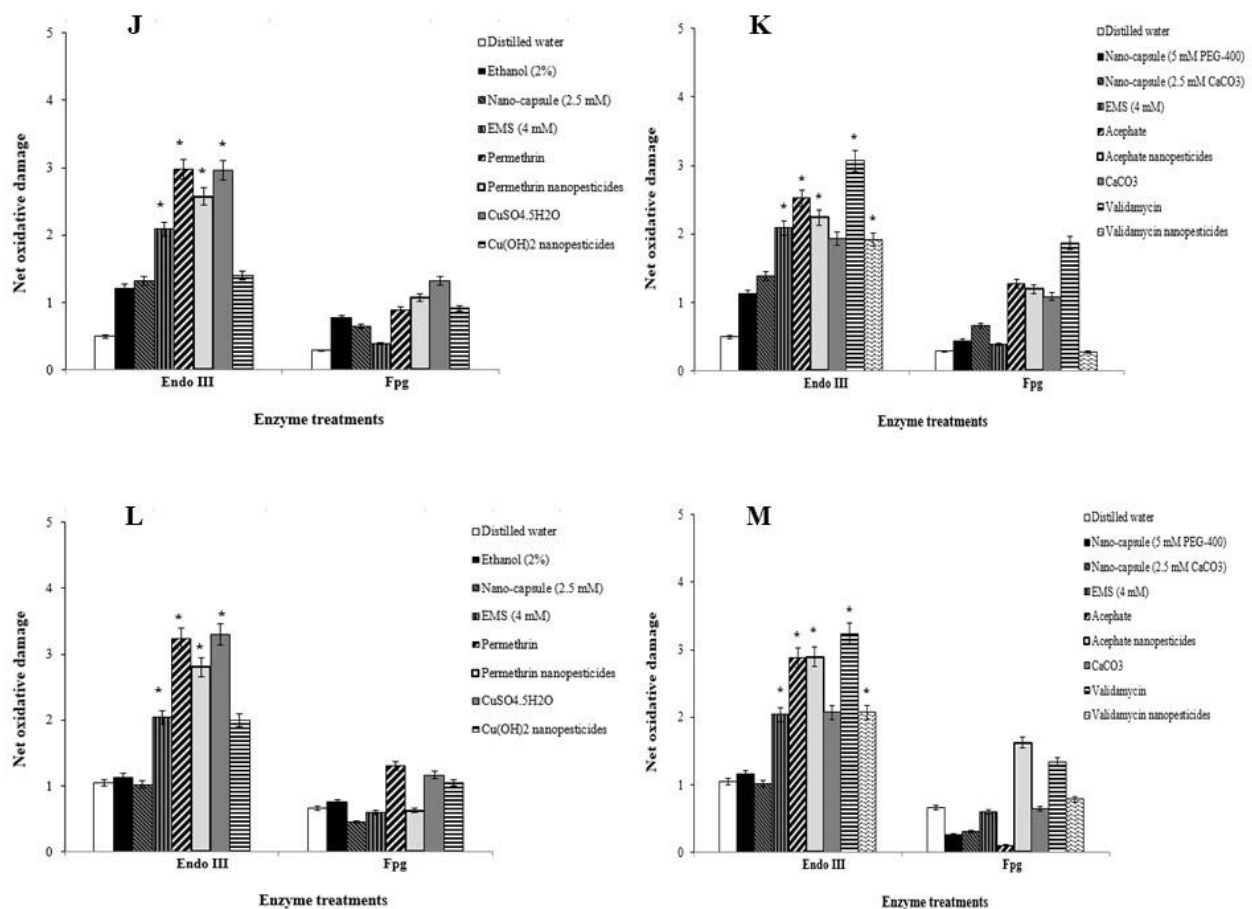 J
Net oxidative damage
5
4
3
2
1
0
* * * *
Endo III
Fpg
Enzyme treatments
Distilled water
Ethanol (2%)
Nano-capsule (2.5 mM)
EMS (4 mM)
Permethrin
Permethrin nanopesticides
CuSO4.5H2O
Cu(OH)2 nanopesticides
K
Net oxidative damage
5
4
3
2
1
0
* * * * *
Endo III
Fpg
Enzyme treatments
Distilled water
Nano-capsule (5 mM PEG-400)
Nano-capsule (2.5 mM CaCO3)
EMS (4 mM)
Acephate
Acephate nanopesticides
CaCO3
Validamycin
Validamycin nanopesticides
L
Net oxidative damage
5
4
3
2
1
0
* * * *
Endo III
Fpg
Enzyme treatments
Distilled water
Ethanol (2%)
Nano-capsule (2.5 mM)
EMS (4 mM)
Permethrin
Permethrin nanopesticides
CuSO4.5H2O
Cu(OH)2 nanopesticides
M
Net oxidative damage
5
4
3
2
1
0
* * * * *
Endo III
Fpg
Enzyme treatments
Distilled water
Nano-capsule (5 mM PEG-400)
Nano-capsule (2.5 mM CaCO3)
EMS (4 mM)
Acephate
Acephate nanopesticides
CaCO3
Validamycin
Validamycin nanopesticides